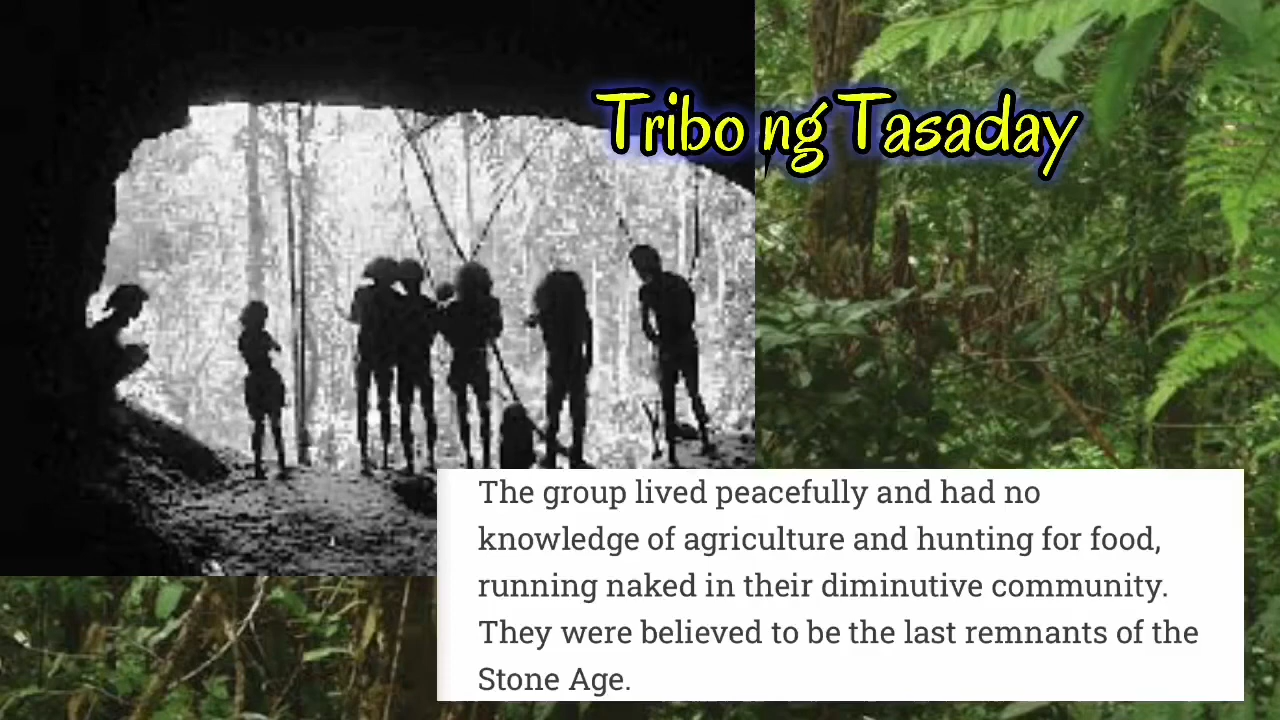 Tribo ng Tasaday
The group lived peacefully and had no
knowledge of agriculture and hunting for food,
running naked in their diminutive community.
They were believed to be the last remnants of the
Stone Age.